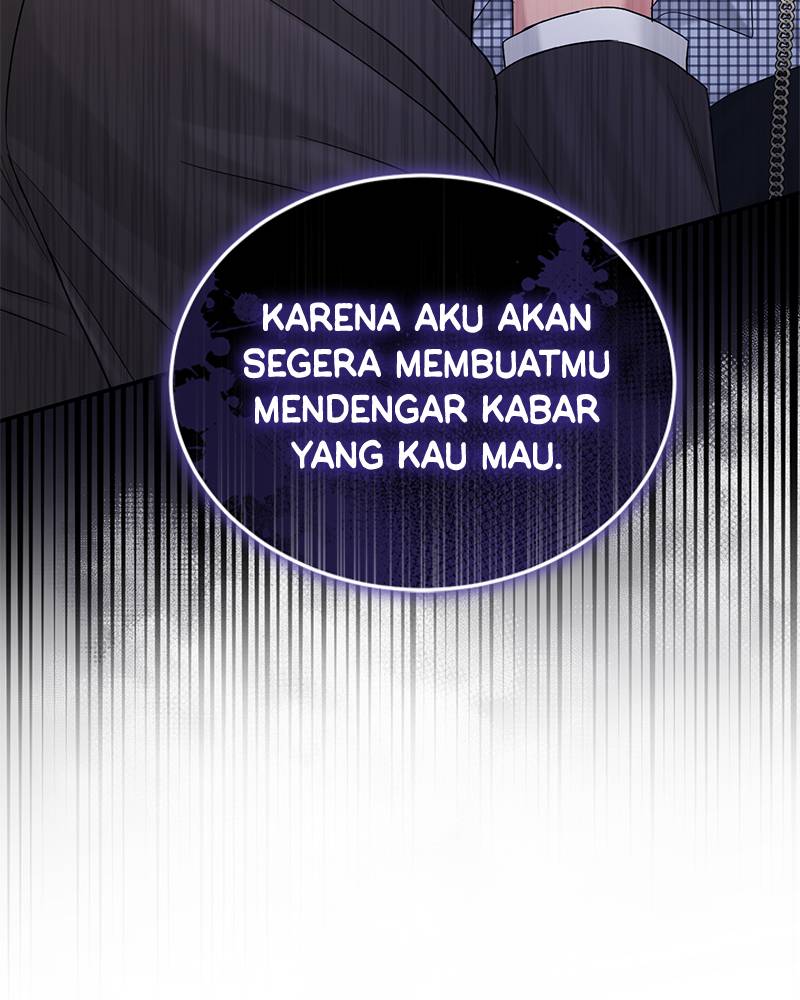 KARENA AKU AKAN
SEGERA MEMBUATMU
MENDENGAR KABAR
YANG KAU MAU.